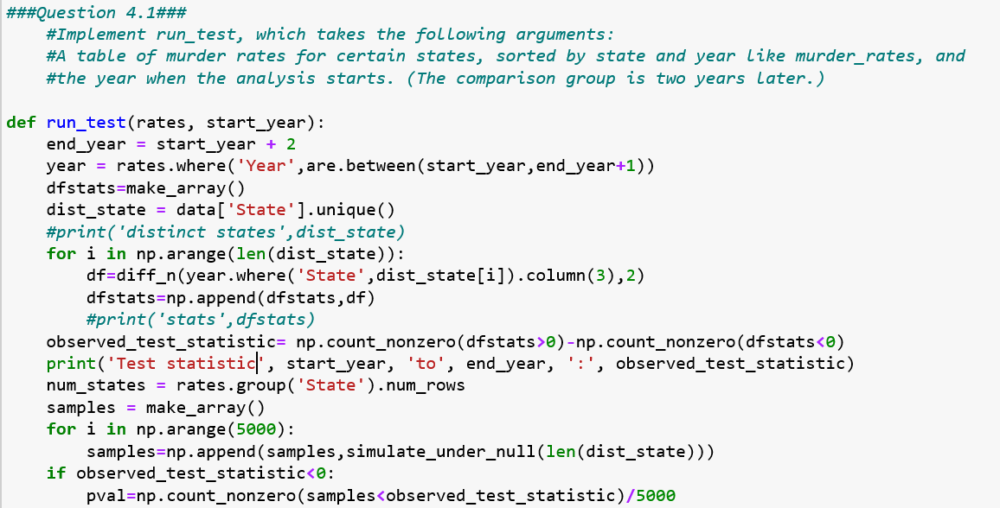 ###Question 4.1###
#Implement run_test, which takes the following arguments:
#A table of murder rates for certain states, sorted by state and year like murder_rates, and
#the year when the analysis starts. (The comparison group is two years later.)
def run_test(rates, start_year):
end_year = start_year + 2
year = rates.where('Year',are.between(start_year,end_year+1))
dfstats=make_array()
dist_state = data['State'].unique()
#print('distinct states',dist_state)
for i in np.arange(len(dist_state)):
df=diff_n(year.where('State',dist_state[i]).column(3),2)
dfstats=np.append(dfstats,df)
#print('stats',dfstats)
observed_test_statistic= np.count_nonzero(dfstats>0)-np.count_nonzero(dfstats<0)
print('Test statistic', start_year, 'to', end_year, ':', observed_test_statistic)
num_states = rates.group('State').num_rows
samples = make_array()
for i in np.arange(5000):
samples=np.append(samples,simulate_under_null(len(dist_state)))
if observed_test_statistic<0:
pval=np.count_nonzero(samples<observed_test_statistic)/5000